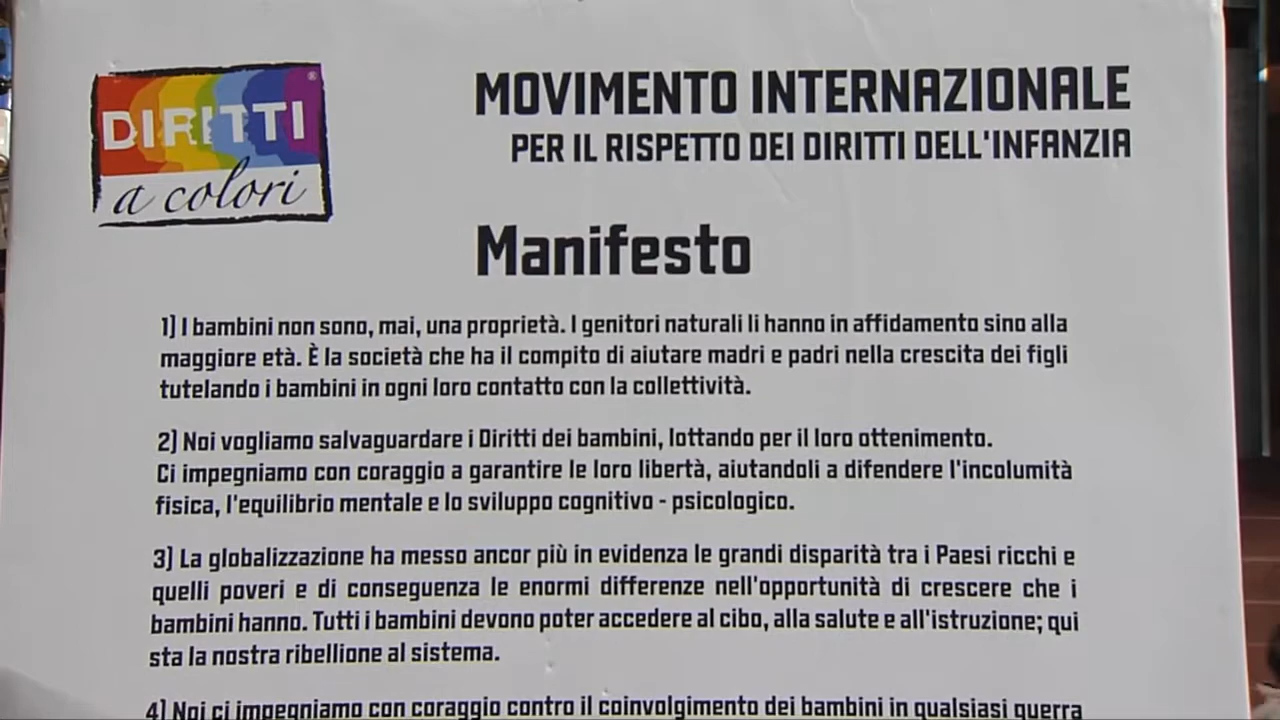 DIRITTI
a colori
MOVIMENTO INTERNAZIONALE
PER IL RISPETTO DEI DIRITTI DELL'INFANZIA
Manifesto
1) I bambini non sono, mai, una proprietà. I genitori naturali li hanno in affidamento sino alla
maggiore età. È la società che ha il compito di aiutare madri e padri nella crescita dei figli
tutelando i bambini in ogni loro contatto con la collettività.
2) Noi vogliamo salvaguardare i Diritti dei bambini, lottando per il loro ottenimento.
Ci impegniamo con coraggio a garantire le loro libertà, aiutandoli a difendere l'incolumità
fisica, l'equilibrio mentale e lo sviluppo cognitivo - psicologico.
3) La globalizzazione ha messo ancor più in evidenza le grandi disparità tra i Paesi ricchi e
quelli poveri e di conseguenza le enormi differenze nell'opportunità di crescere che i
bambini hanno. Tutti i bambini devono poter accedere al cibo, alla salute e all'istruzione; qui
sta la nostra ribellione al sistema.
4) Noi ci impegniamo con coraggio contro il coinvolgimento dei bambini in qualsiasi guerra